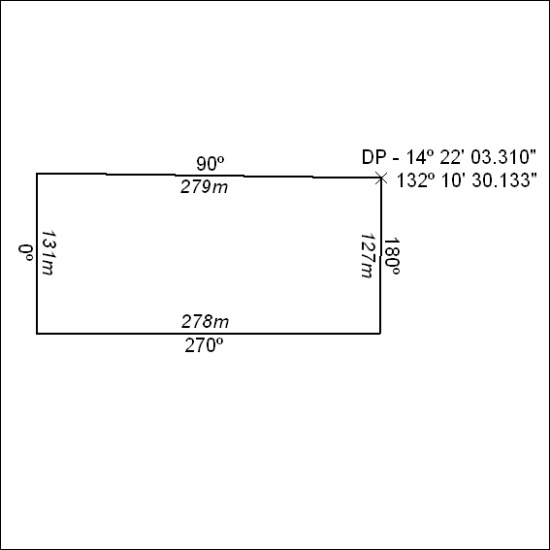 DP - 14º 22' 03.310"
132º 10' 30.133"
90º
279m
0º
131m
127m
180º
278m
270º